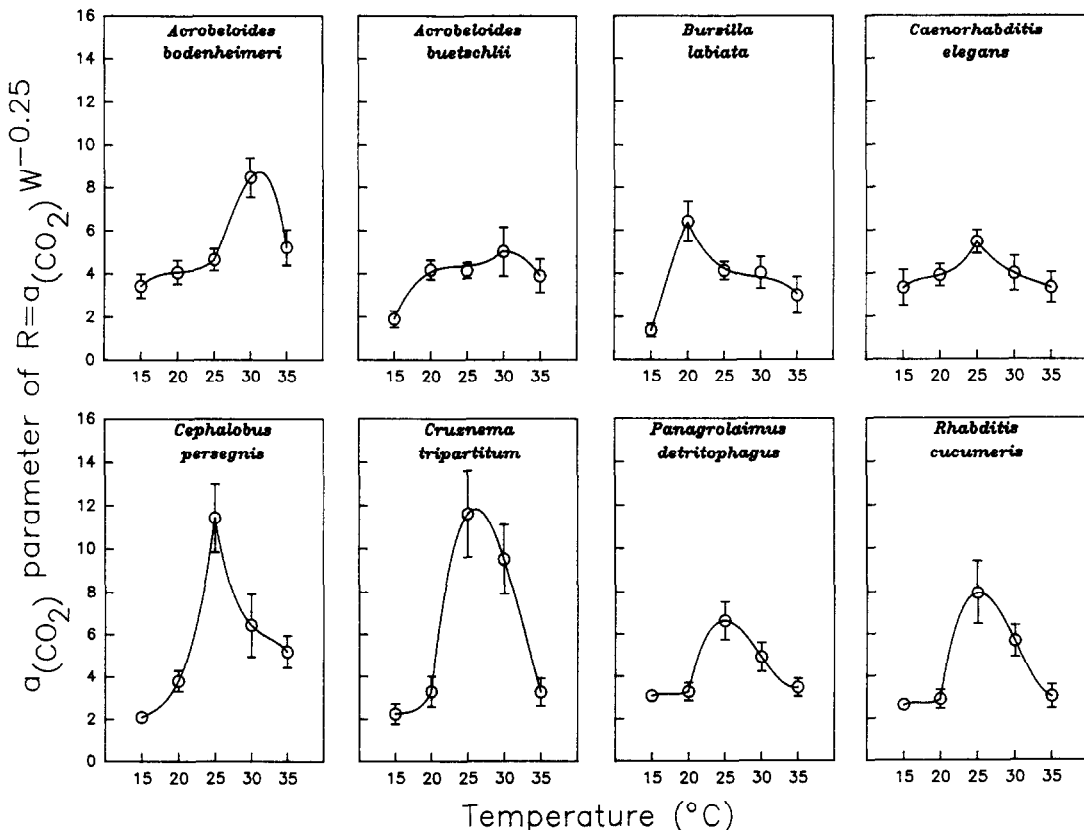 a(CO₂) parameter of R=a(CO₂) W−0.25
16
14
12
10
8
6
4
2
0
Acrobeloides
bodenheimeri
15 20 25 30 35
Acrobeloides
buetschlii
15 20 25 30 35
Bursilla
labiata
15 20 25 30 35
Caenorhabditis
elegans
15 20 25 30 35
16
14
12
10
8
6
4
2
0
Cephalobus
persegnis
15 20 25 30 35
Cruznema
tripartitum
15 20 25 30 35
Panagrolaimus
detritophagus
15 20 25 30 35
Rhabditis
cucumeris
15 20 25 30 35
Temperature (°C)